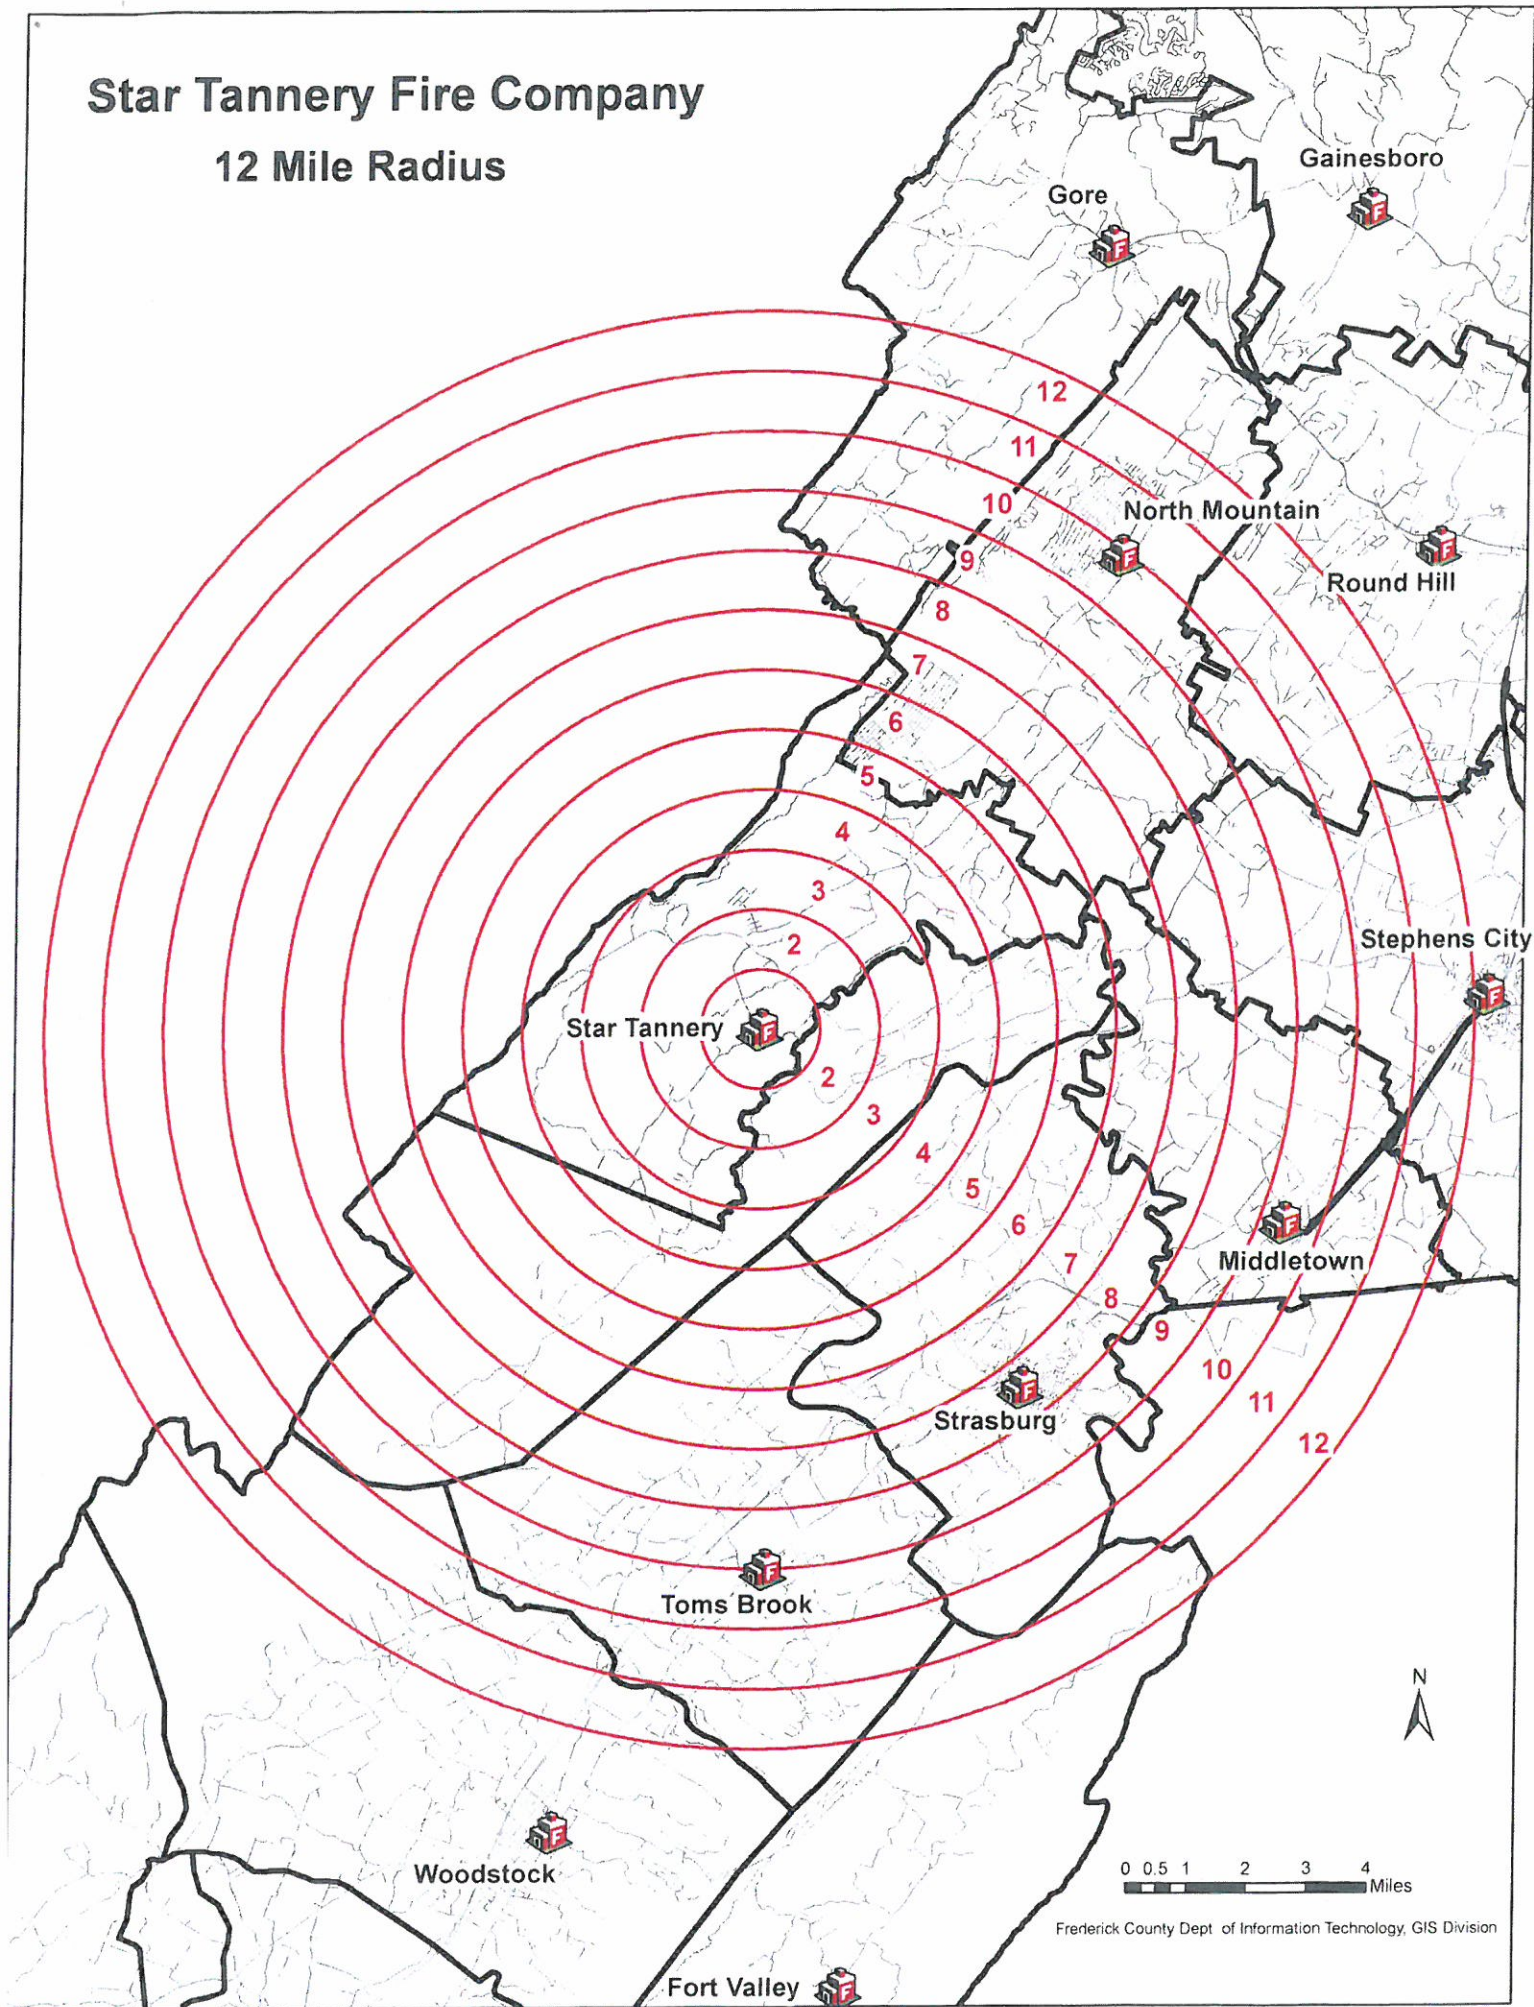 Star Tannery Fire Company
12 Mile Radius
Gainesboro
Gore
12
11
10
North Mountain
9
Round Hill
8
7
6
5
4
3
Stephens City
2
Star Tannery
2
3
4
5
6
7
Middletown
8
9
10
11
Strasburg
12
Toms Brook
N
Woodstock
0 0.5 1 2 3 4
Miles
Frederick County Dept of Information Technology, GIS Division
Fort Valley